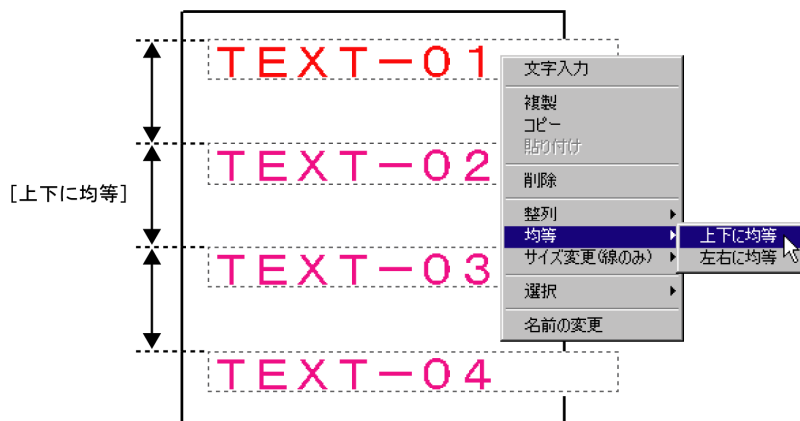 TEXT-01
TEXT-02
TEXT-03
TEXT-04
[上下に均等]
文字入力
複製
コピー
貼り付け
削除
整列
均等
サイズ変更(線のみ)
選択
名前の変更
上下に均等
左右に均等